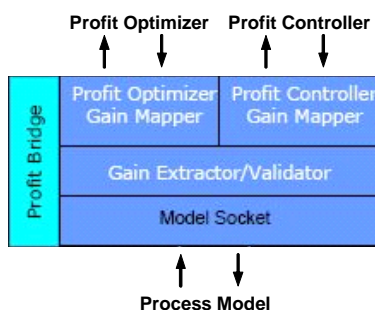 Profit Optimizer Profit Controller
Profit Bridge
Profit Optimizer
Gain Mapper
Profit Controller
Gain Mapper
Gain Extractor/Validator
Model Socket
Process Model